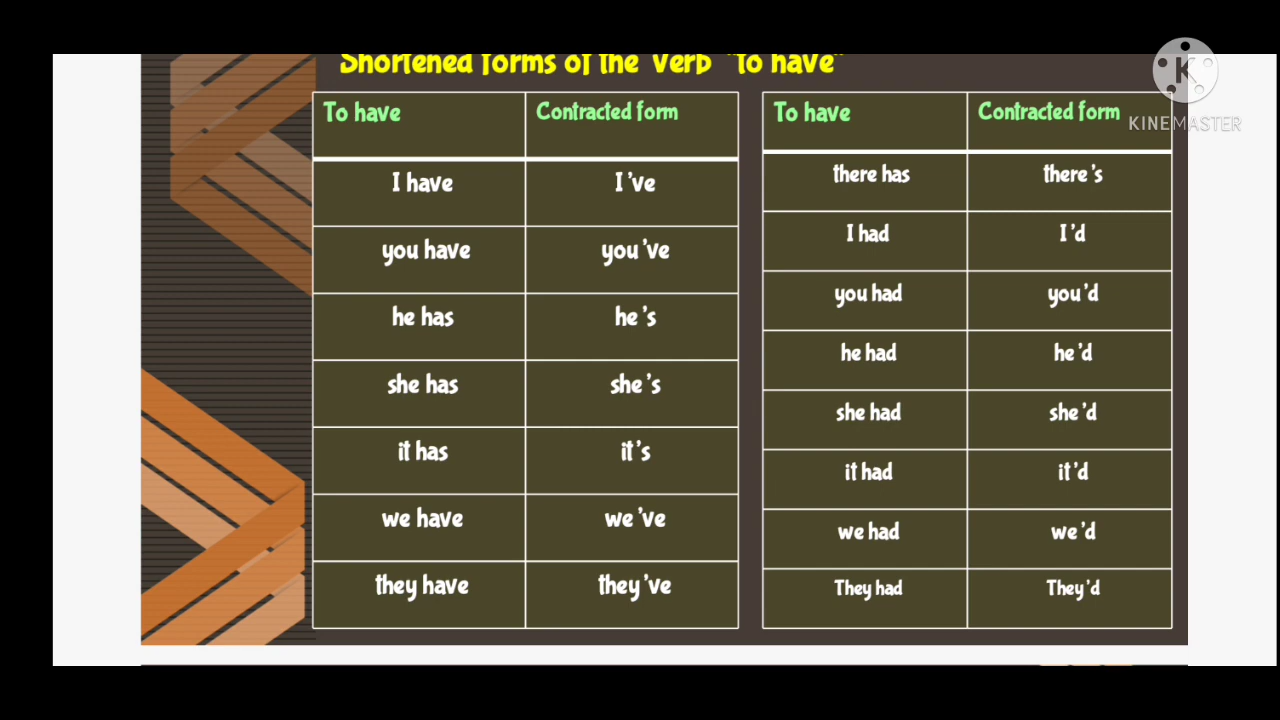 Shortened forms of the verb "to have"
To have Contracted form
I have I 've
you have you 've
he has he 's
she has she 's
it has it 's
we have we 've
they have they 've
To have Contracted form
there has there 's
I had I 'd
you had you 'd
he had he 'd
she had she 'd
it had it 'd
we had we 'd
They had They 'd
K
KINEMASTER